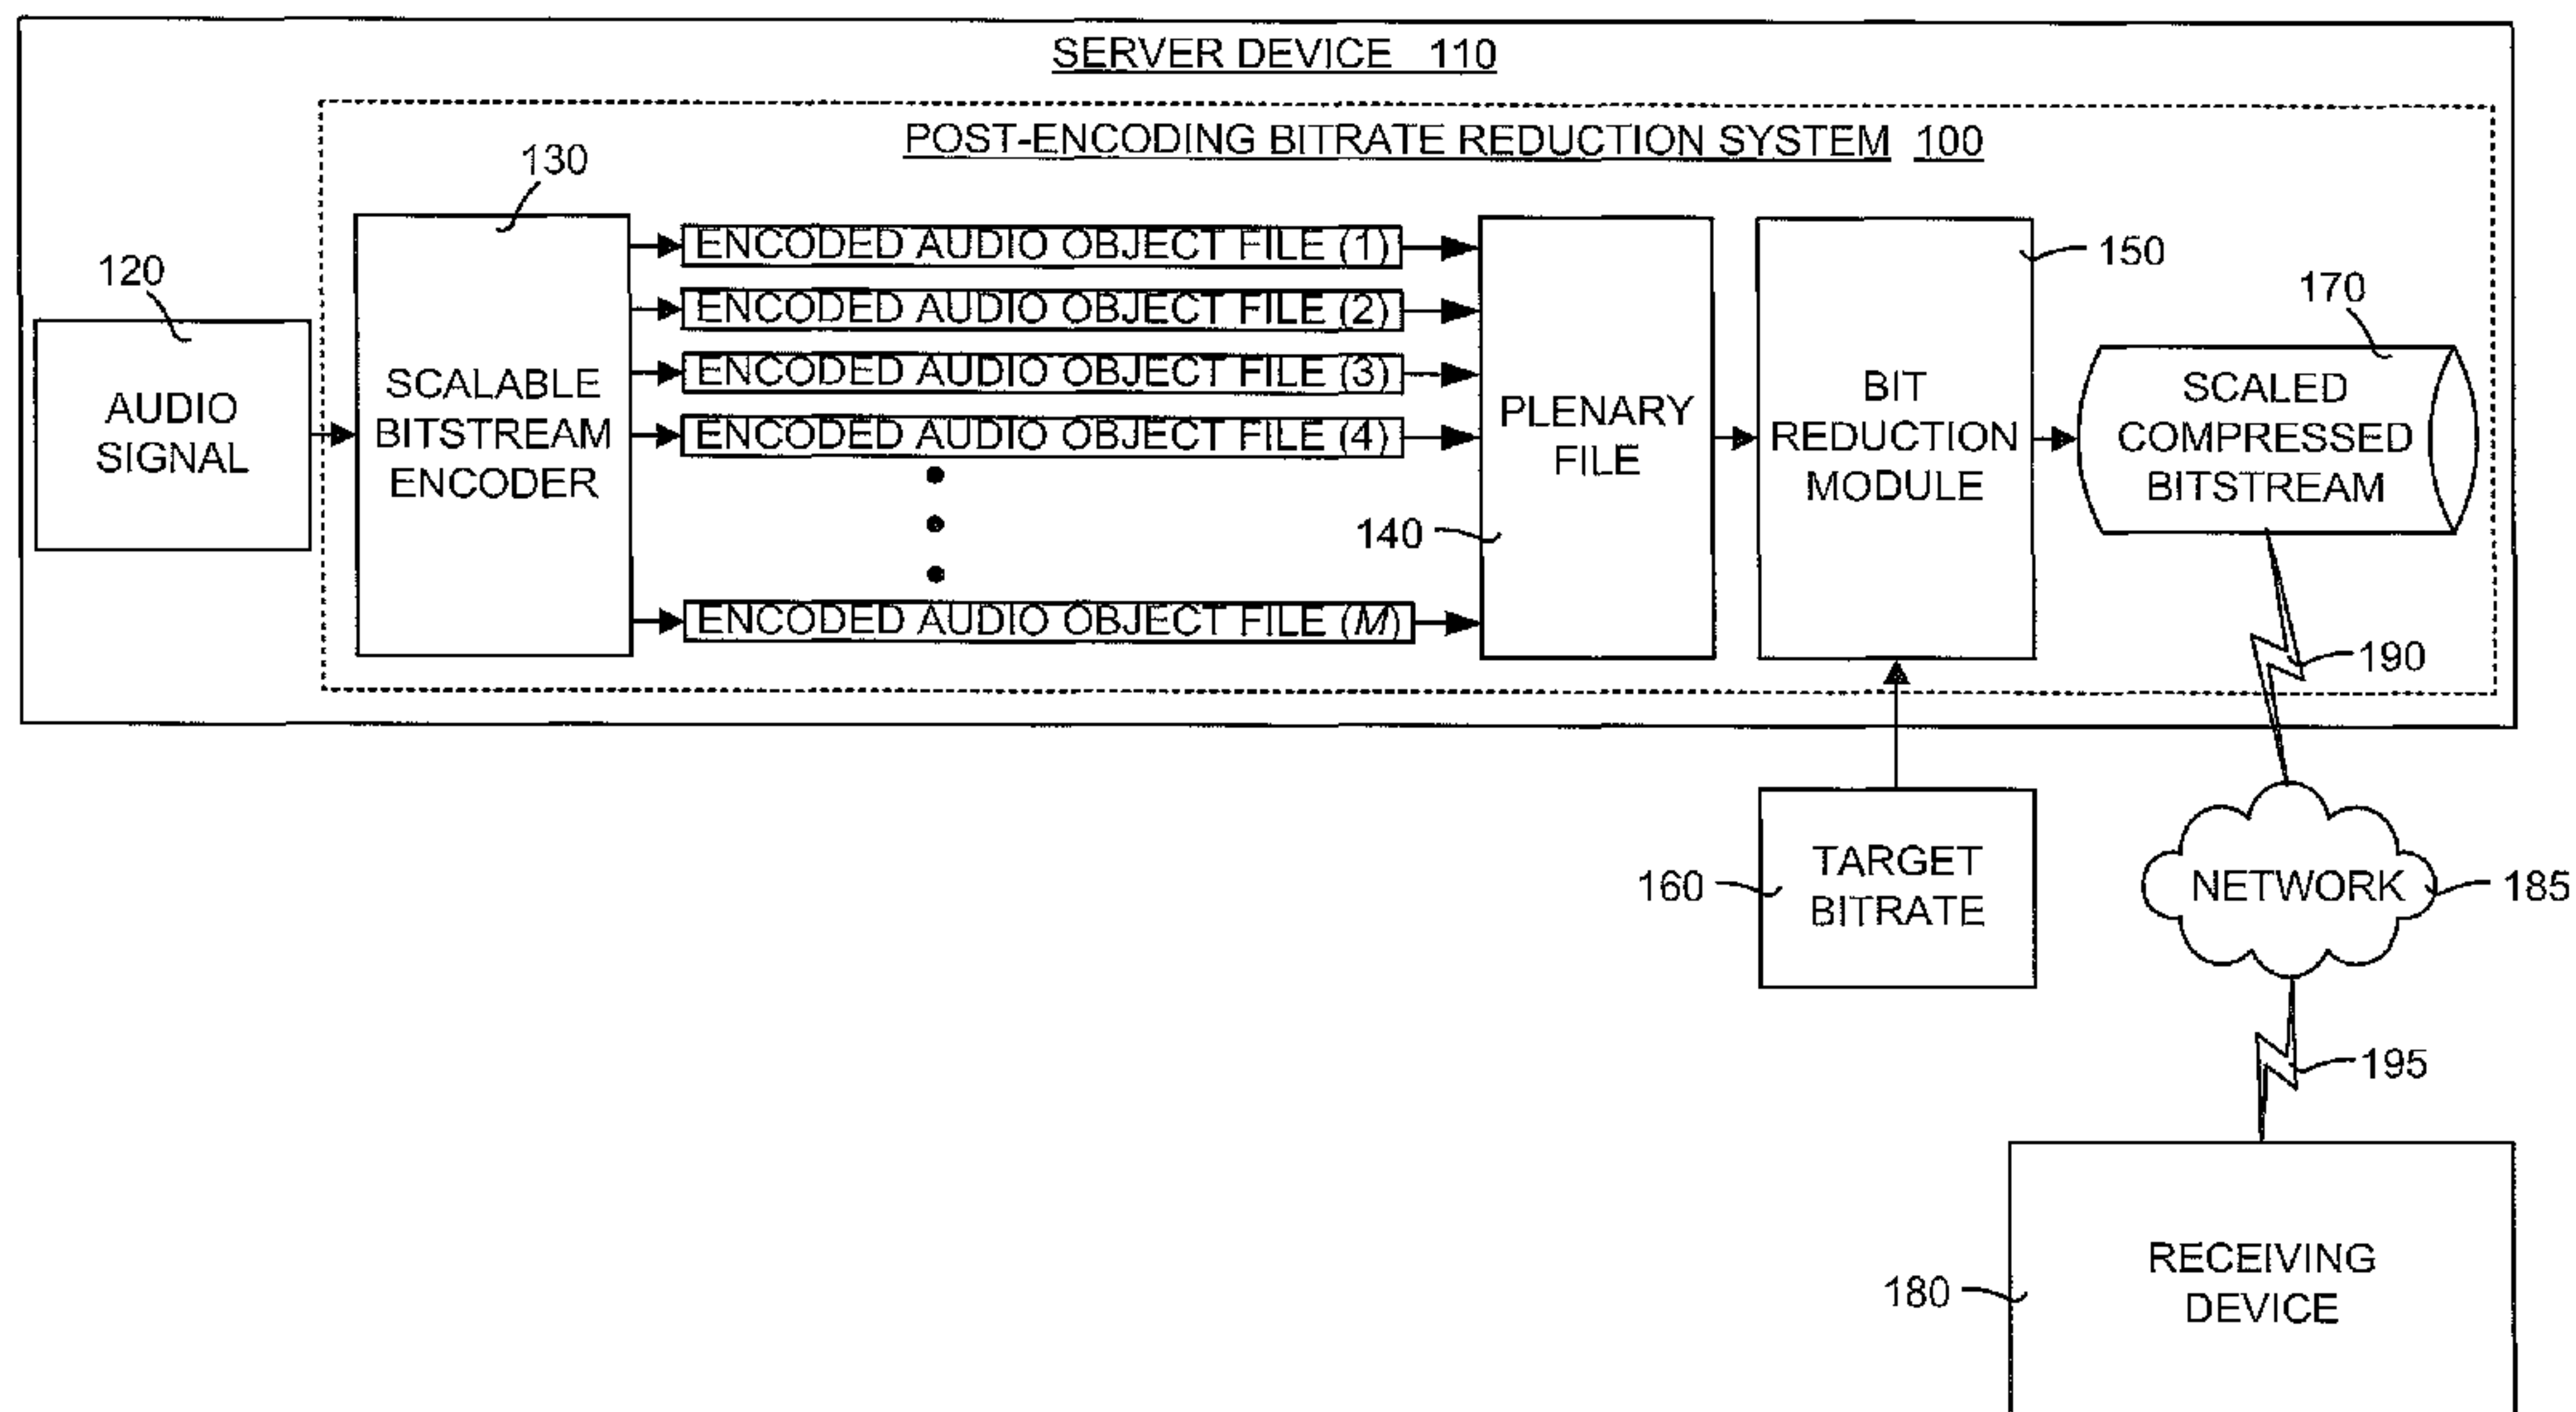 SERVER DEVICE 110
POST-ENCODING BITRATE REDUCTION SYSTEM 100
130
120
AUDIO
SIGNAL
SCALABLE
BITSTREAM
ENCODER
ENCODED AUDIO OBJECT FILE (1)
ENCODED AUDIO OBJECT FILE (2)
ENCODED AUDIO OBJECT FILE (3)
ENCODED AUDIO OBJECT FILE (4)
ENCODED AUDIO OBJECT FILE (M)
140
PLENARY
FILE
150
BIT
REDUCTION
MODULE
170
SCALED
COMPRESSED
BITSTREAM
190
160
TARGET
BITRATE
NETWORK
185
195
180
RECEIVING
DEVICE